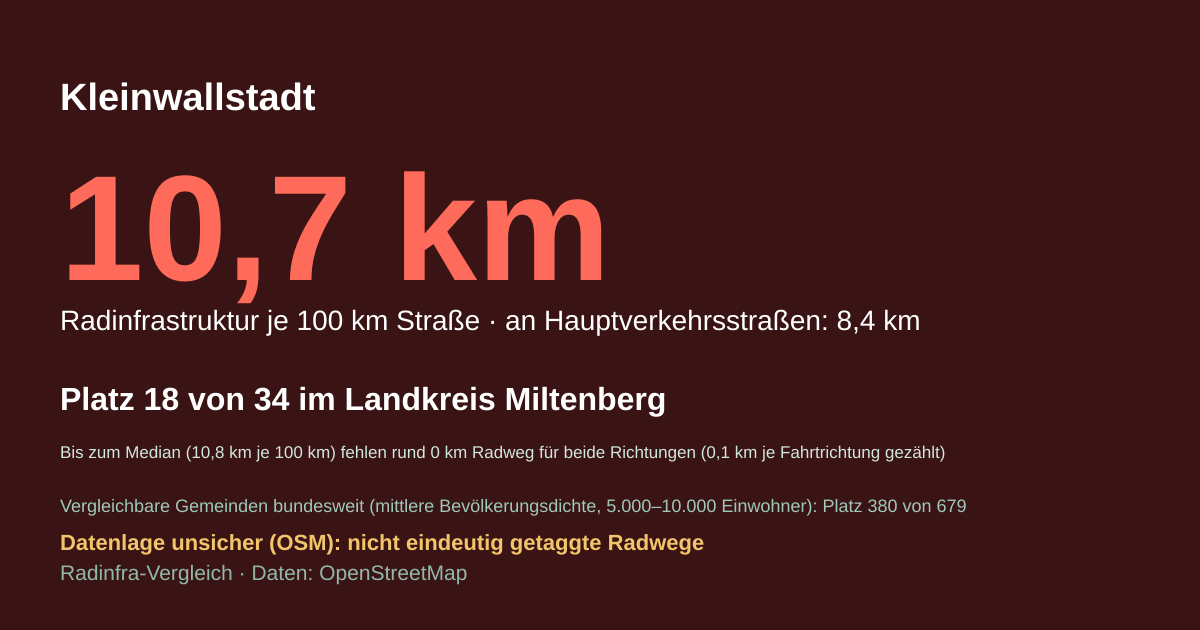 Kleinwallstadt
10,7 km
Radinfrastruktur je 100 km Straße · an Hauptverkehrsstraßen: 8,4 km
Platz 18 von 34 im Landkreis Miltenberg
Bis zum Median (10,8 km je 100 km) fehlen rund 0 km Radweg für beide Richtungen (0,1 km je Fahrtrichtung gezählt)
Vergleichbare Gemeinden bundesweit (mittlere Bevölkerungsdichte, 5.000–10.000 Einwohner): Platz 380 von 679
Datenlage unsicher (OSM): nicht eindeutig getaggte Radwege
Radinfra-Vergleich · Daten: OpenStreetMap